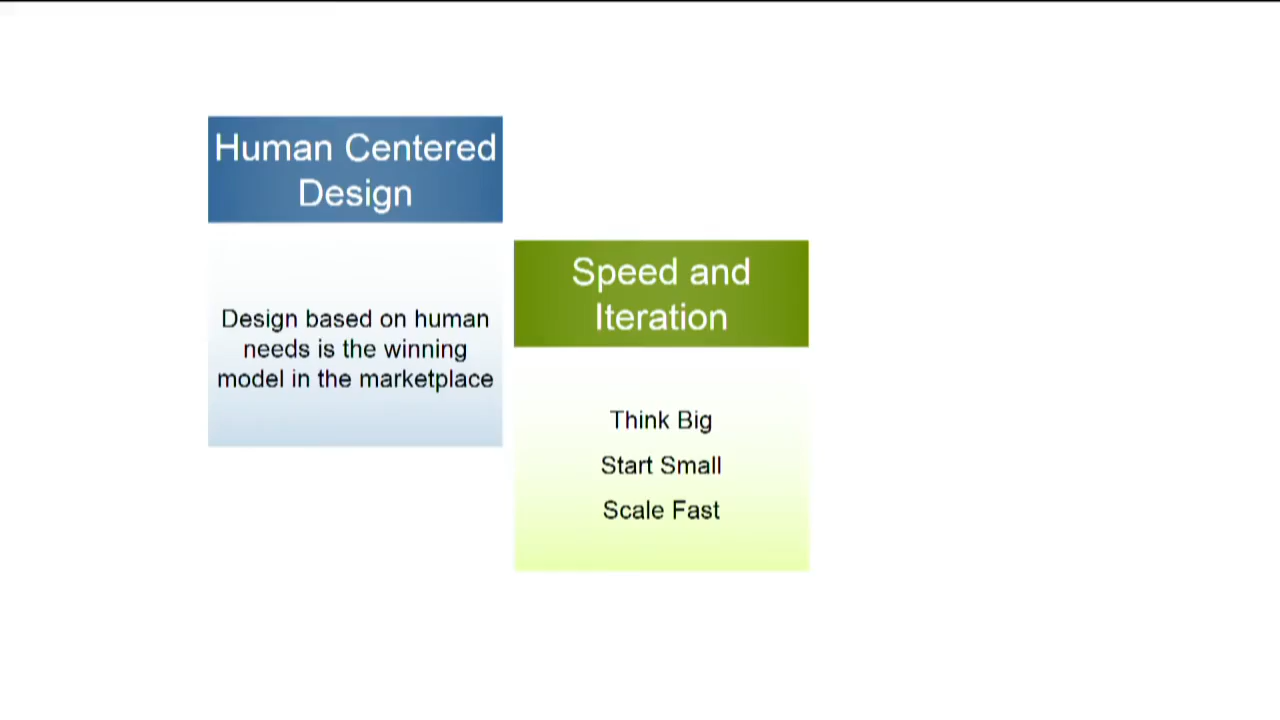 Human Centered
Design
Design based on human
needs is the winning
model in the marketplace
Speed and
Iteration
Think Big
Start Small
Scale Fast